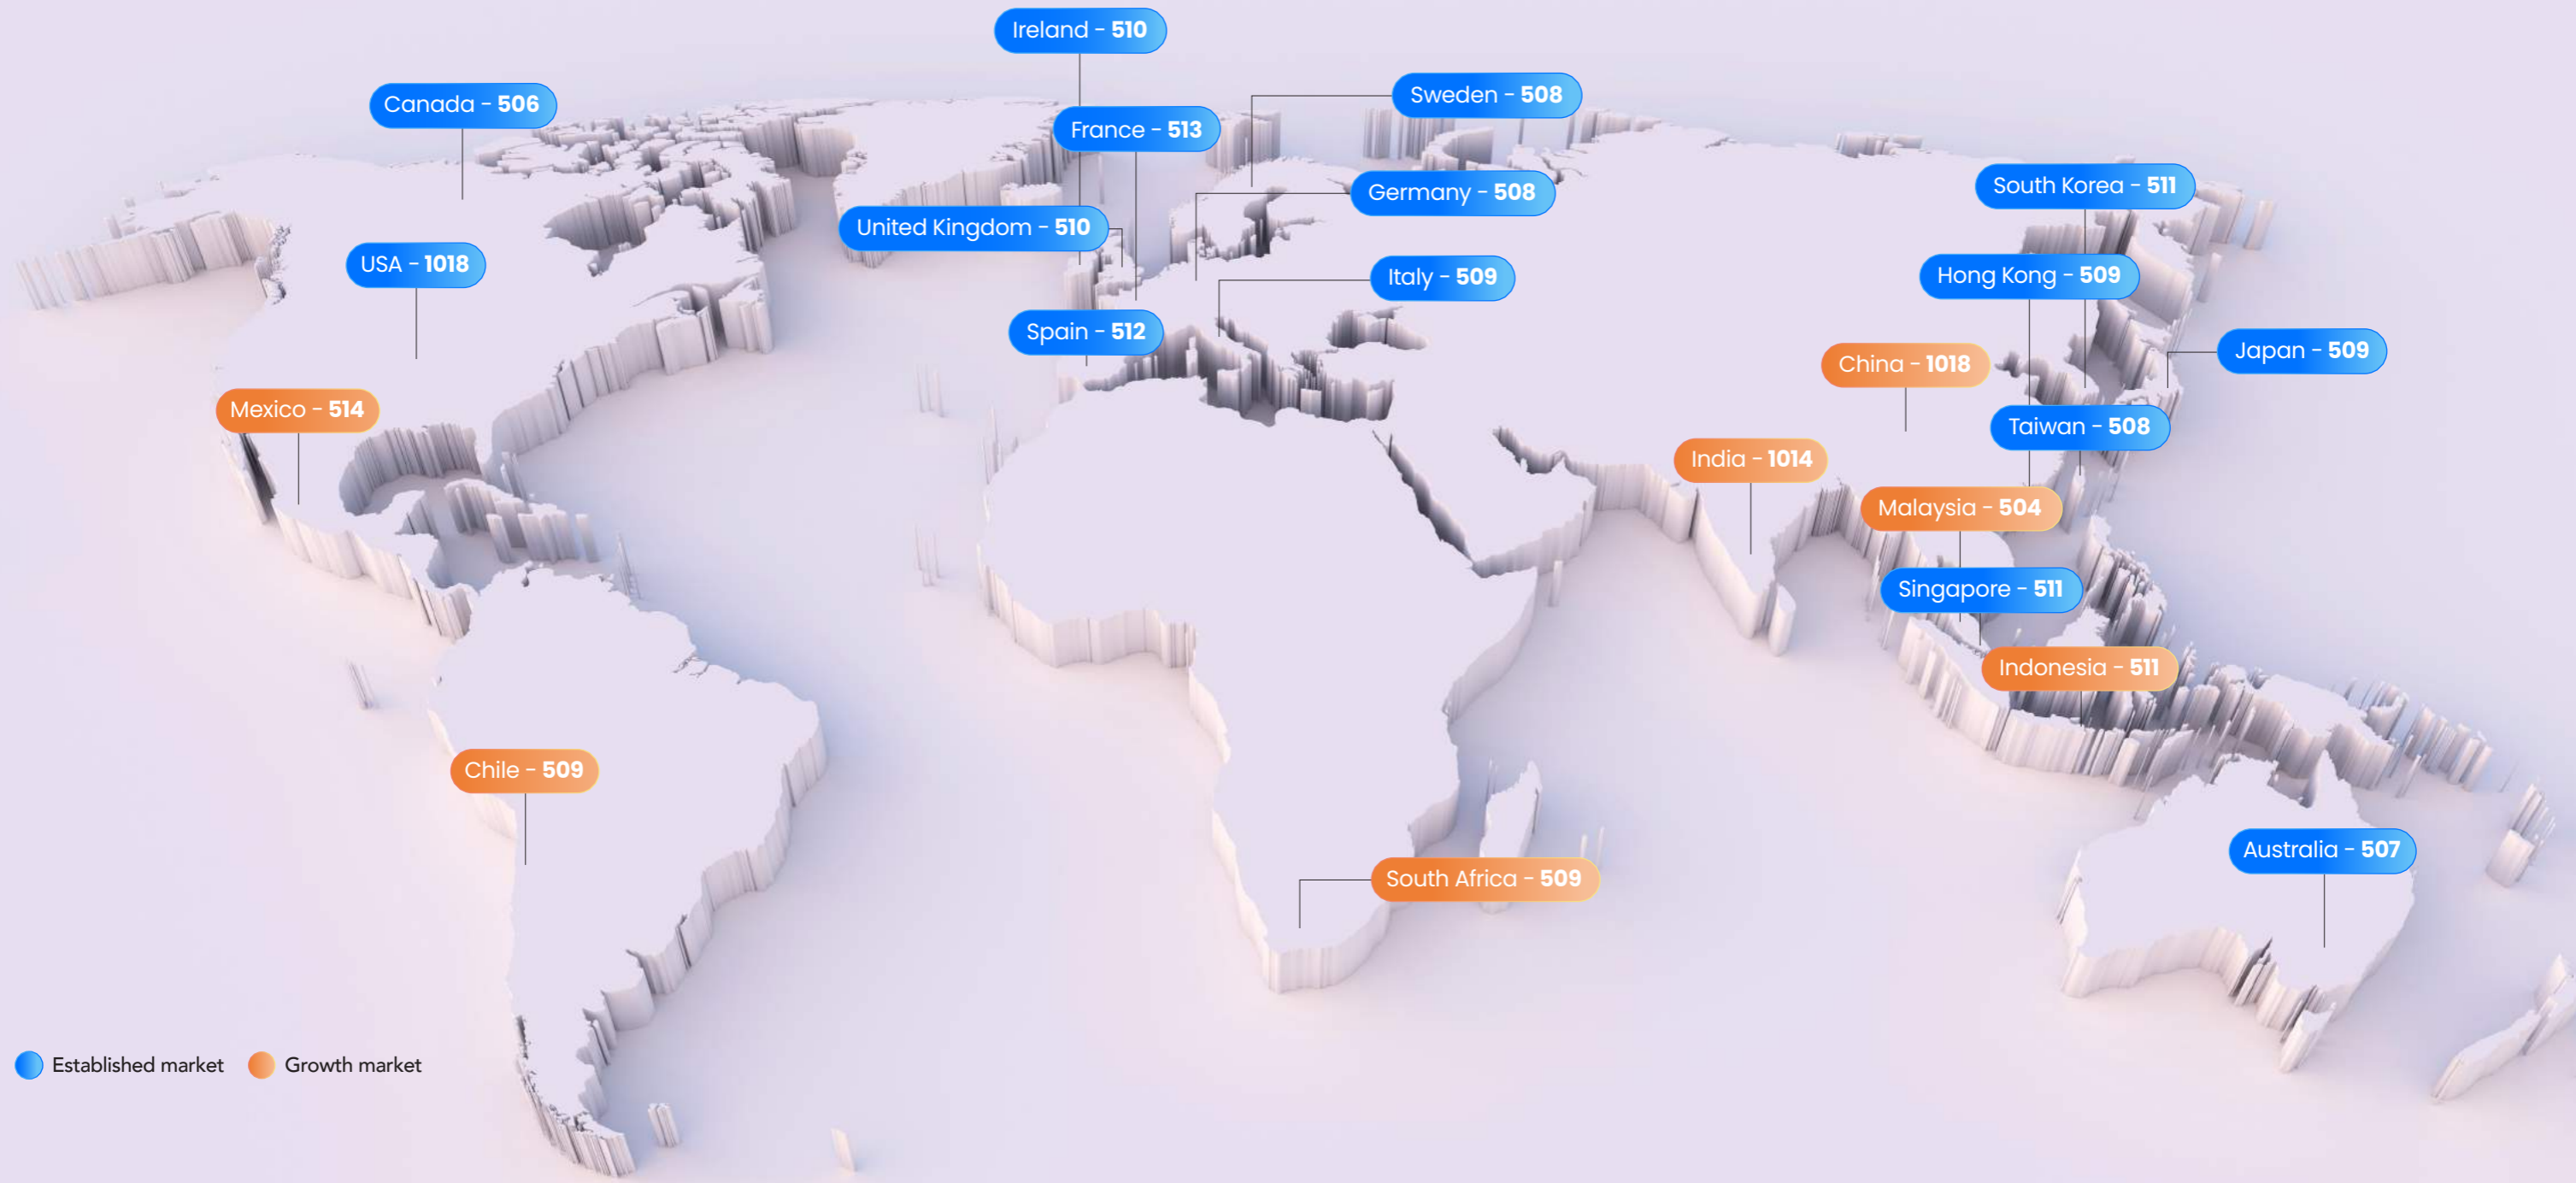 Ireland - 510
Sweden - 508
Canada - 506
France - 513
South Korea - 511
Germany - 508
United Kingdom - 510
USA - 1018
Hong Kong - 509
Italy - 509
Spain - 512
Japan - 509
China - 1018
Mexico - 514
Taiwan - 508
India - 1014
Malaysia - 504
Singapore - 511
Indonesia - 511
Chile - 509
Australia - 507
South Africa - 509
Established market
Growth market